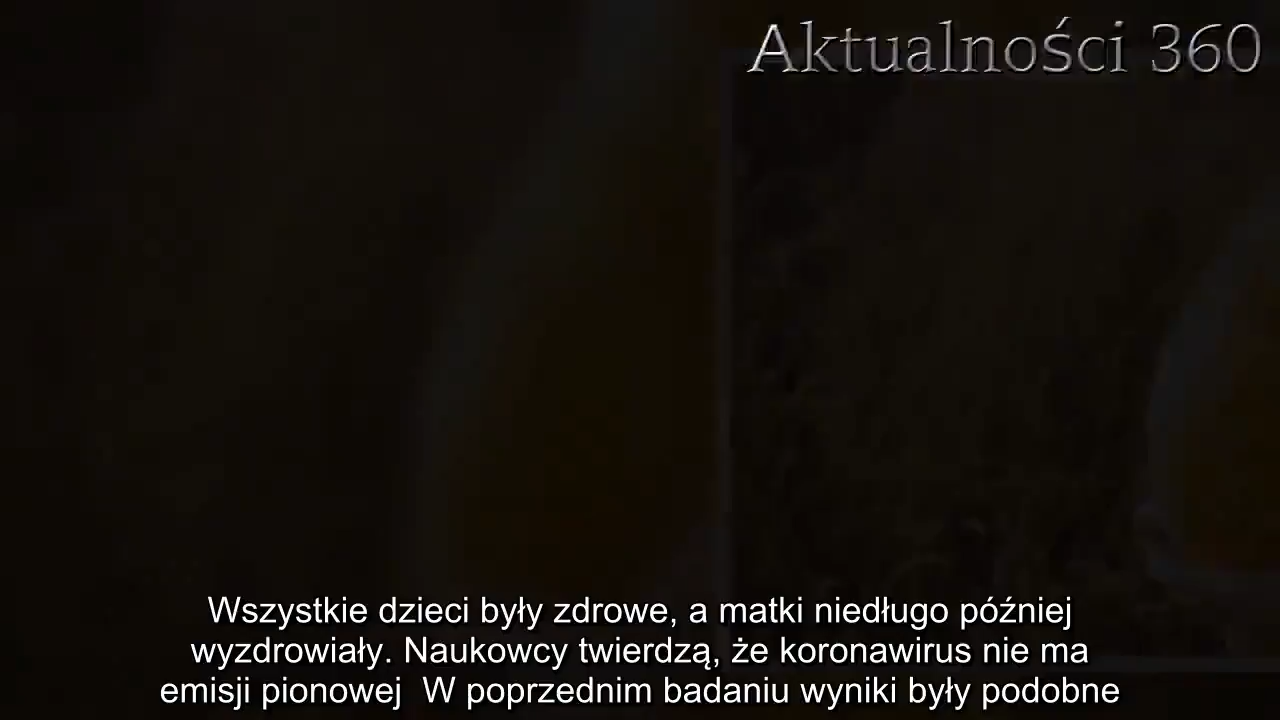 Aktualności 360
Wszystkie dzieci były zdrowe, a matki niedługo później
wyzdrowiały. Naukowcy twierdzą, że koronawirus nie ma
emisji pionowej  W poprzednim badaniu wyniki były podobne